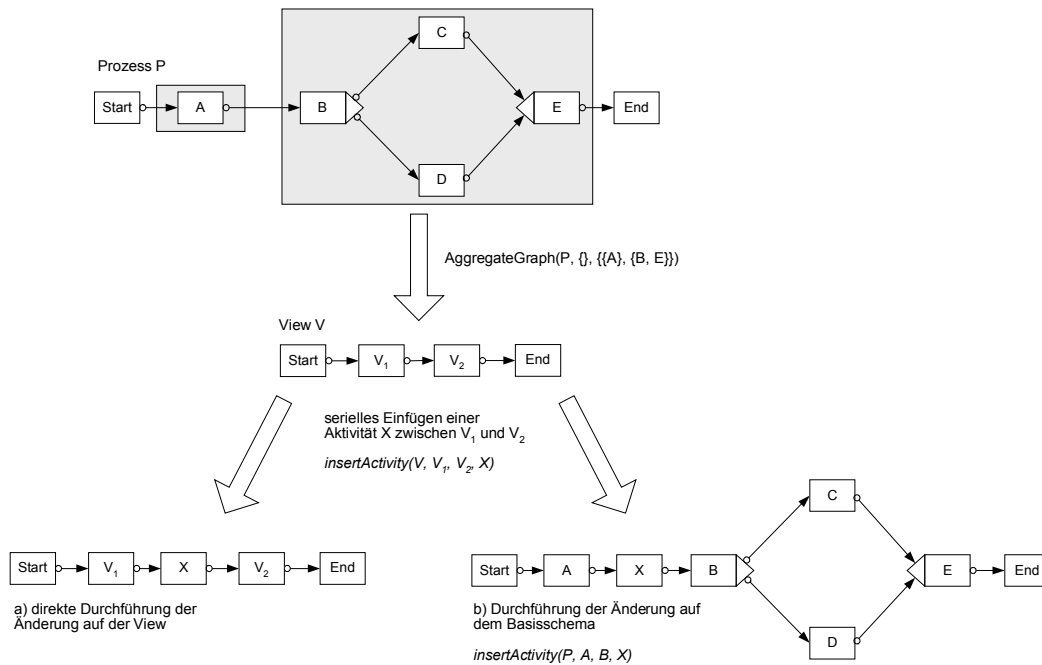 Prozess P
Start
A
B
C
D
E
End
AggregateGraph(P, {}, {{A}, {B, E}})
View V
Start
V1
V2
End
serielles Einfügen einer
Aktivität X zwischen V1 und V2
insertActivity(V, V1, V2, X)
Start
V1
X
V2
End
a) direkte Durchführung der
Änderung auf der View
Start
A
X
B
C
D
E
End
b) Durchführung der Änderung auf
dem Basisschema
insertActivity(P, A, B, X)